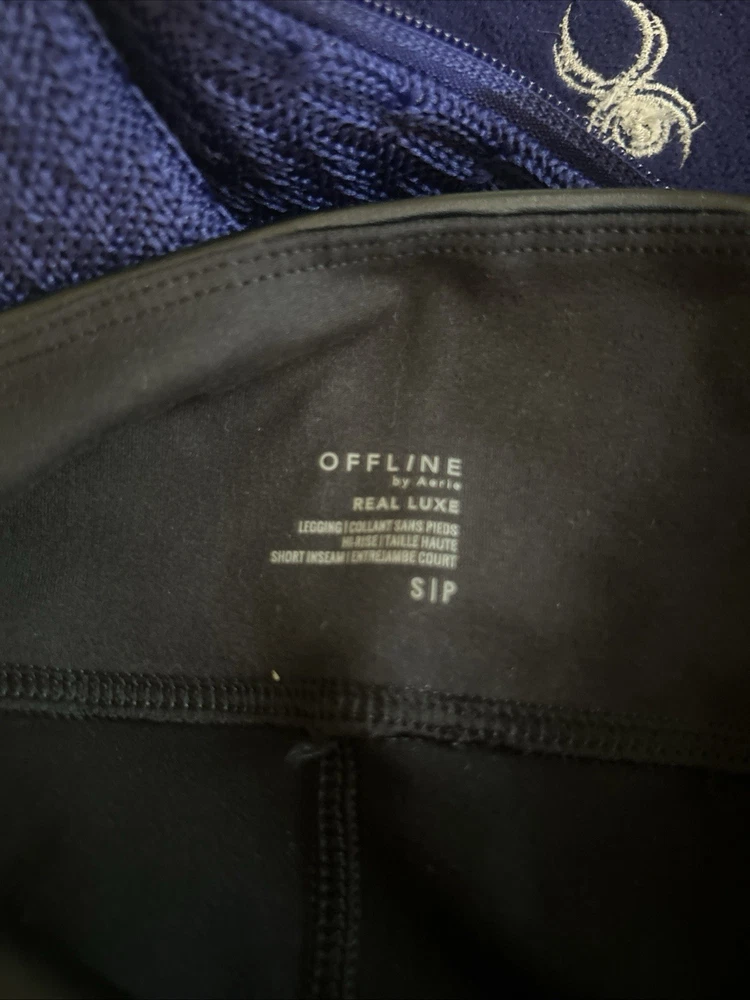 OFFLINE
by Aerie
REAL LUXE
LEGGING | COLLANT SANS PIEDS
HI-RISE | TAILLE HAUTE
SHORT INSEAM | ENTREJAMBE COURT
S|P